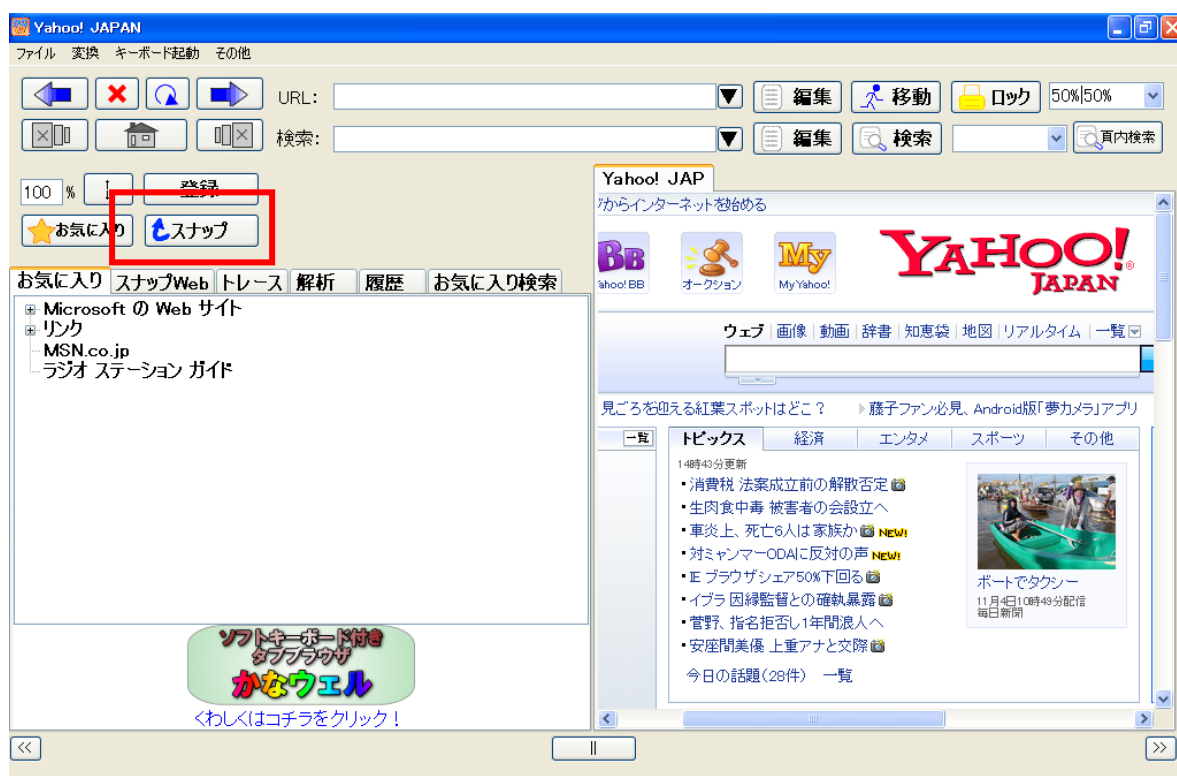 Yahoo! JAPAN
ファイル 変換 キーボード起動 その他
URL: 編集 移動 ロック 50%|50%
検索: 編集 検索 頁内検索
100 % 登録
お気に入り スナップ
お気に入り スナップWeb トレース 解析 履歴 お気に入り検索
Microsoft の Web サイト
リンク
MSN.co.jp
ラジオ ステーション ガイド
ソフトキーボード付き
タブブラウザ
かなウェル
くわしくはコチラをクリック！
Yahoo! JAP
からインターネットを始める
BB My YAHOO! JAPAN
ahoo! BB オークション My Yahoo!
ウェブ 画像 動画 辞書 知恵袋 地図 リアルタイム 一覧
見ごろを迎える紅葉スポットはどこ？ 藤子ファン必見、Android版「夢カメラ」アプリ
一覧 トピックス 経済 エンタメ スポーツ その他
14時43分更新
・消費税 法案成立前の解散否定
・生肉食中毒 被害者の会設立へ
・車炎上、死亡6人は家族か NEW!
・対ミャンマーODAに反対の声 NEW!
・IE ブラウザシェア50%下回る
・イブラ 因縁監督との確執暴露
・菅野、指名拒否し1年間浪人へ
・安座間美優 上重アナと交際
今日の話題(28件) 一覧
ボートでタクシー
11月4日10時49分配信
毎日新聞